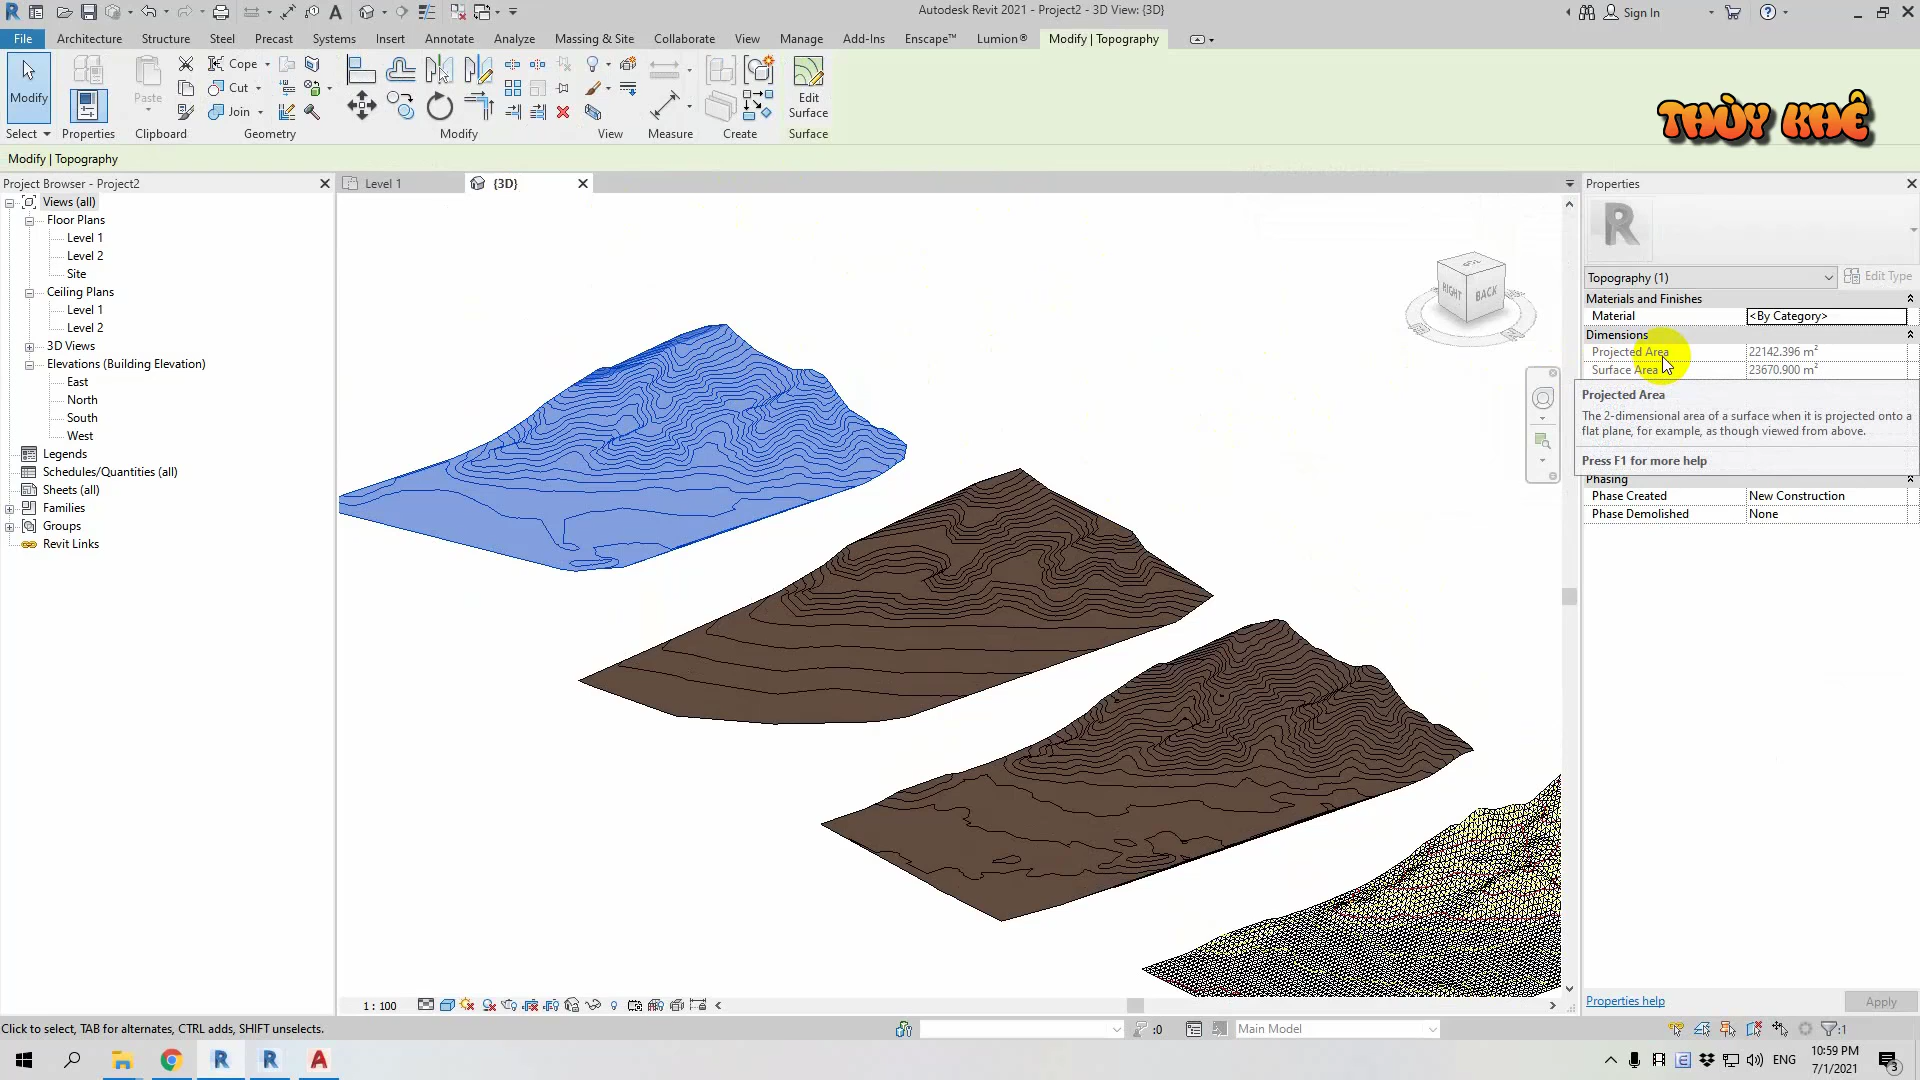 Autodesk Revit 2021 - Project2 - 3D View: {3D}
Sign In
File Architecture Structure Steel Precast Systems Insert Annotate Analyze Massing & Site Collaborate View Manage Add-Ins Enscape™ Lumion® Modify | Topography
Modify
Paste
Cope
Cut
Join
Edit
Surface
Select Properties Clipboard Geometry Modify View Measure Create Surface
THÙY KHÊ
Modify | Topography
Project Browser - Project2
Level 1
{3D}
Properties
Views (all)
Floor Plans
Level 1
Level 2
Site
Ceiling Plans
Level 1
Level 2
3D Views
Elevations (Building Elevation)
East
North
South
West
Legends
Schedules/Quantities (all)
Sheets (all)
Families
Groups
Revit Links
TOP
RIGHT
BACK
R
Topography (1)
Edit Type
Materials and Finishes
Material <By Category>
Dimensions
Projected Area 22142.396 m²
Surface Area 23670.900 m²
Projected Area
The 2-dimensional area of a surface when it is projected onto a
flat plane, for example, as though viewed from above.
Press F1 for more help
Phasing
Phase Created New Construction
Phase Demolished None
Properties help
Apply
1 : 100
Click to select, TAB for alternates, CTRL adds, SHIFT unselects.
:0
Main Model
:1
ENG
10:59 PM
7/1/2021
3